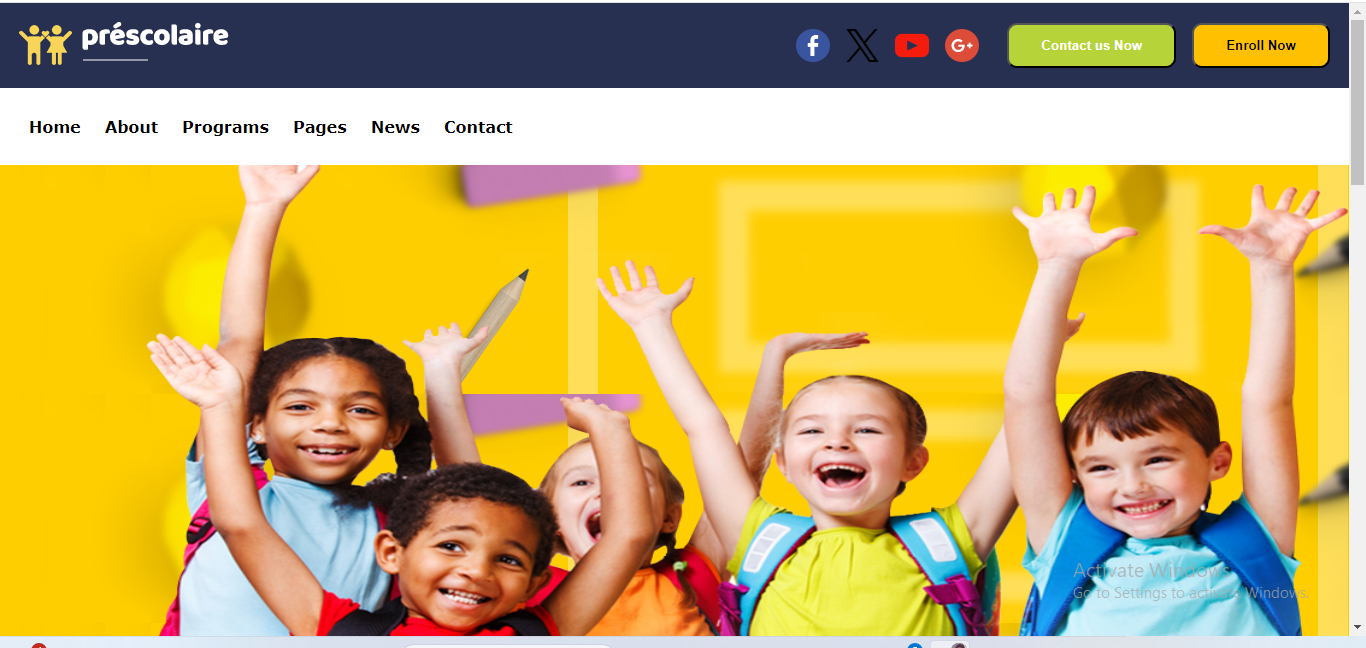 préscolaire
f
X
G+
Contact us Now
Enroll Now
Home About Programs Pages News Contact
Activate Windows
Go to Settings to activate Windows.